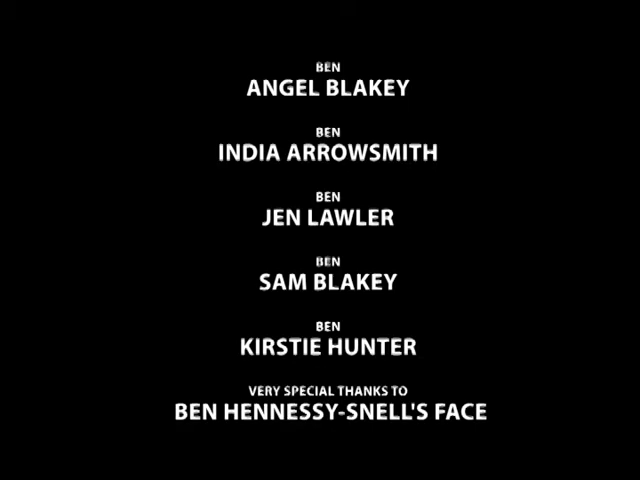 BEN
ANGEL BLAKEY
BEN
INDIA ARROWSMITH
BEN
JEN LAWLER
BEN
SAM BLAKEY
BEN
KIRSTIE HUNTER
VERY SPECIAL THANKS TO
BEN HENNESSY-SNELL'S FACE